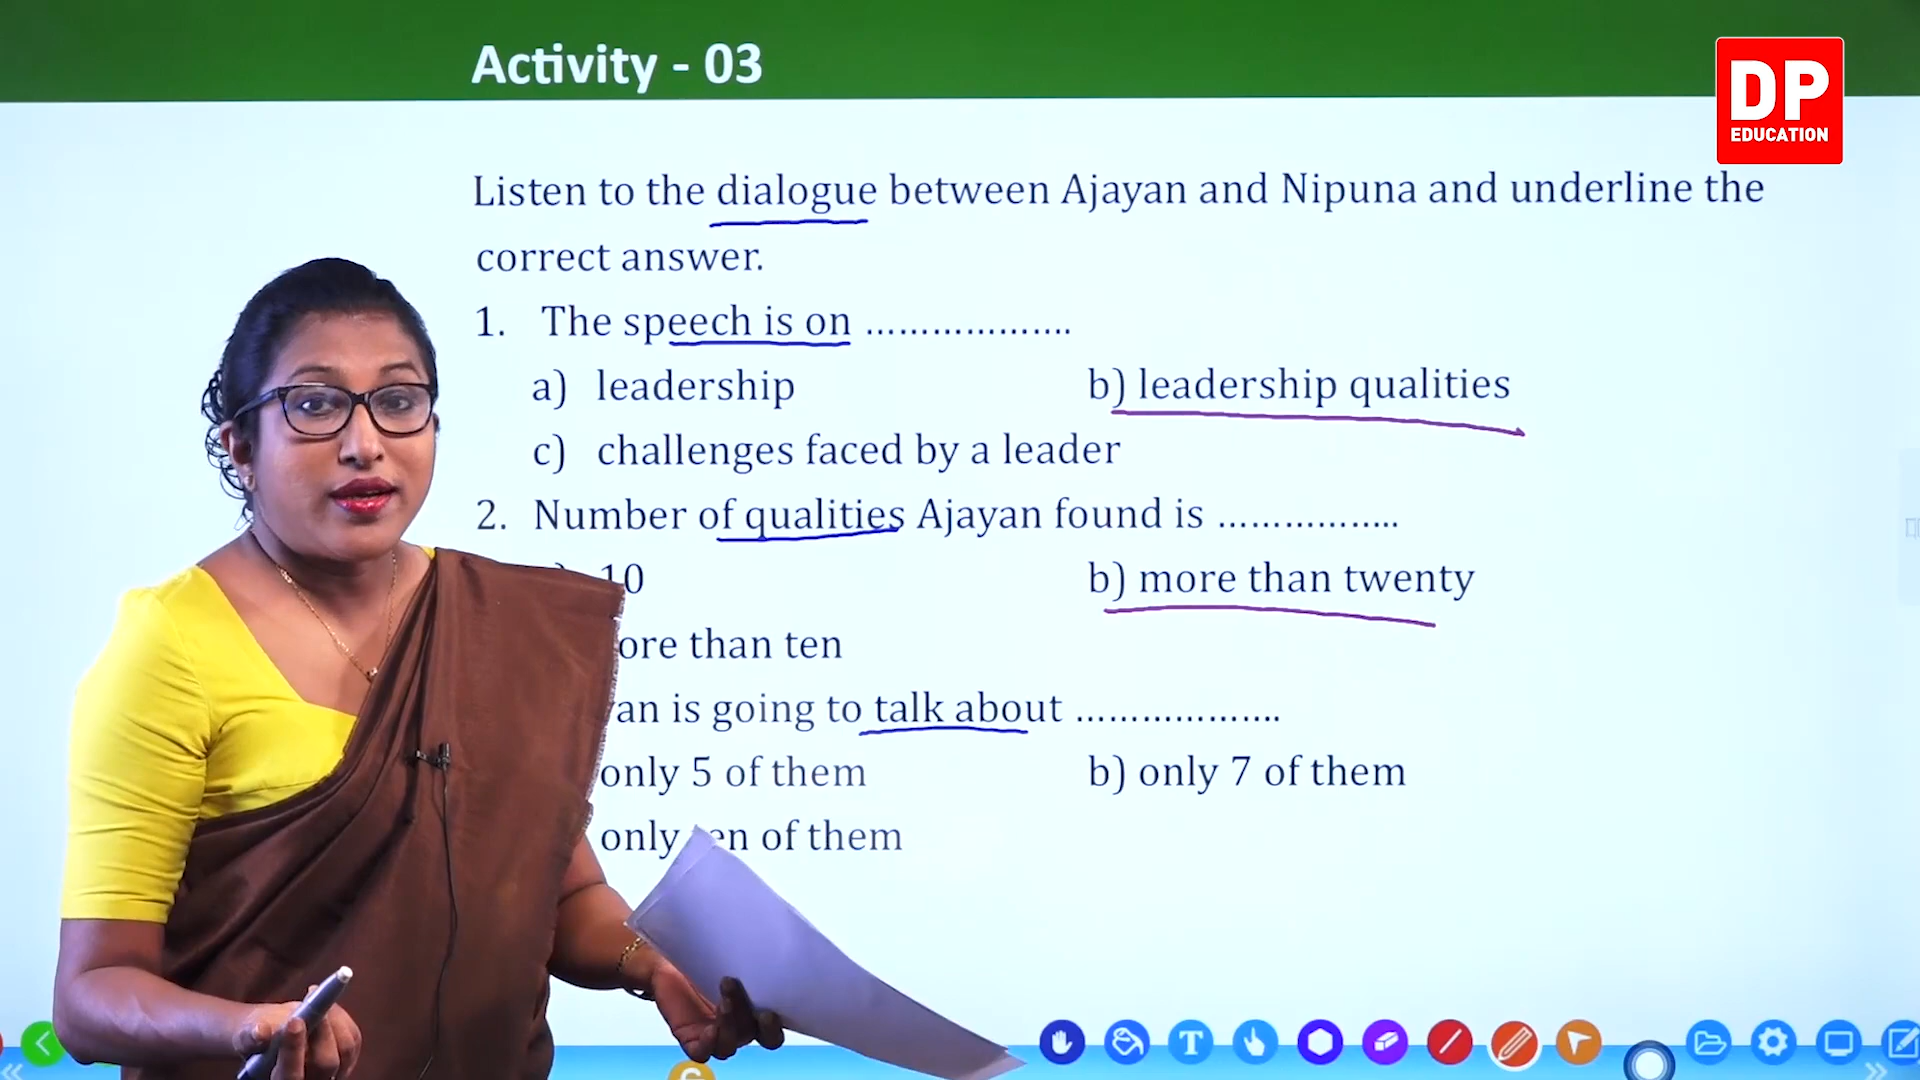 Activity - 03
DP
EDUCATION
Listen to the dialogue between Ajayan and Nipuna and underline the
correct answer.
1. The speech is on ....................
a) leadership b) leadership qualities
c) challenges faced by a leader
2. Number of qualities Ajayan found is .................
10 b) more than twenty
ore than ten
an is going to talk about ....................
only 5 of them b) only 7 of them
only en of them